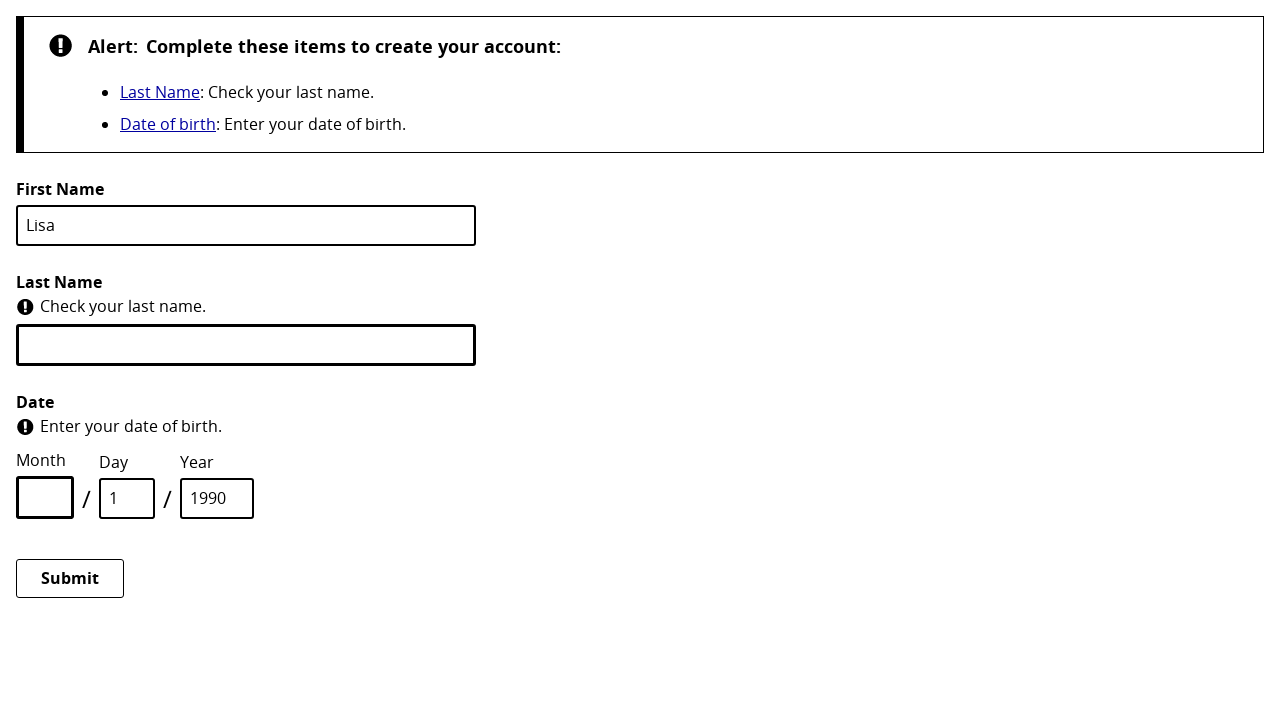 Alert: Complete these items to create your account:
Last Name: Check your last name.
Date of birth: Enter your date of birth.
First Name
Lisa
Last Name
Check your last name.
Date
Enter your date of birth.
Month Day Year
/ 1 / 1990
Submit